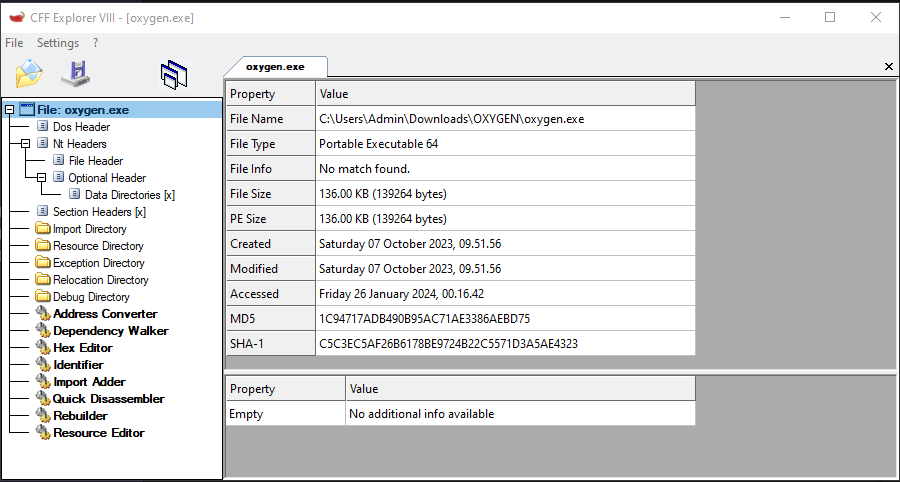 CFF Explorer VIII - [oxygen.exe]
File Settings ?
oxygen.exe
File: oxygen.exe
Dos Header
Nt Headers
File Header
Optional Header
Data Directories [x]
Section Headers [x]
Import Directory
Resource Directory
Exception Directory
Relocation Directory
Debug Directory
Address Converter
Dependency Walker
Hex Editor
Identifier
Import Adder
Quick Disassembler
Rebuilder
Resource Editor
Property Value
File Name C:\Users\Admin\Downloads\OXYGEN\oxygen.exe
File Type Portable Executable 64
File Info No match found.
File Size 136.00 KB (139264 bytes)
PE Size 136.00 KB (139264 bytes)
Created Saturday 07 October 2023, 09.51.56
Modified Saturday 07 October 2023, 09.51.56
Accessed Friday 26 January 2024, 00.16.42
MD5 1C94717ADB490B95AC71AE3386AEBD75
SHA-1 C5C3EC5AF26B6178BE9724B22C5571D3A5AE4323
Property Value
Empty No additional info available